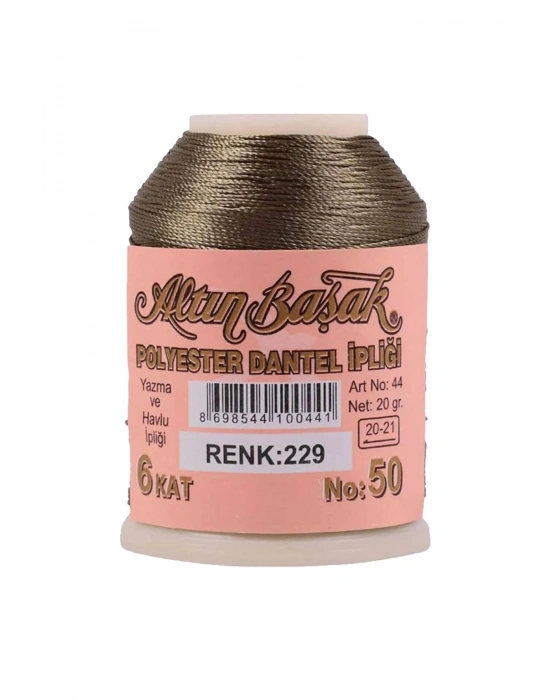 Altın Başak ®
POLYESTER DANTEL İPLİĞİ
Yazma
ve
Havlu
İpliği
8 698544 100441
Art No: 44
Net: 20 gr.
20-21
RENK:229
6 KAT
No: 50